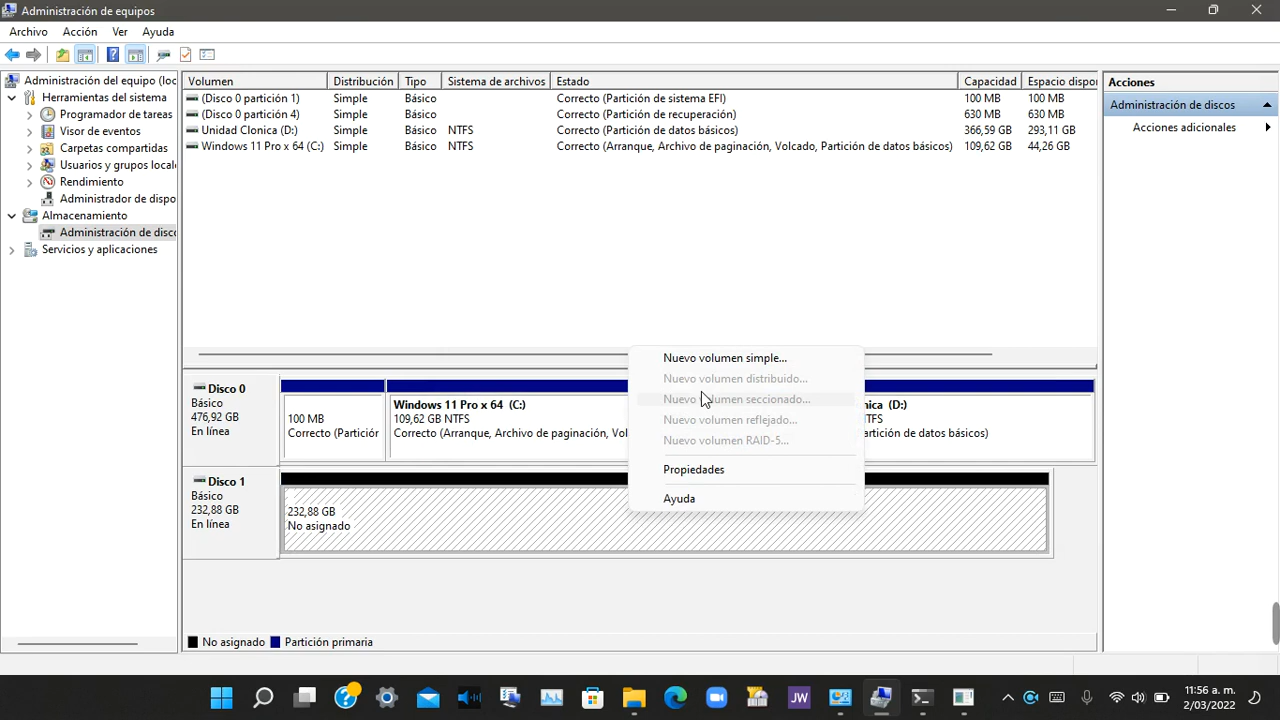 Administración de equipos
Archivo Acción Ver Ayuda
Administración del equipo (loc
Herramientas del sistema
Programador de tareas
Visor de eventos
Carpetas compartidas
Usuarios y grupos locale
Rendimiento
Administrador de dispo
Almacenamiento
Administración de disco
Servicios y aplicaciones
Volumen Distribución Tipo Sistema de archivos Estado Capacidad Espacio dispor
(Disco 0 partición 1) Simple Básico Correcto (Partición de sistema EFI) 100 MB 100 MB
(Disco 0 partición 4) Simple Básico Correcto (Partición de recuperación) 630 MB 630 MB
Unidad Clonica (D:) Simple Básico NTFS Correcto (Partición de datos básicos) 366,59 GB 293,11 GB
Windows 11 Pro x 64 (C:) Simple Básico NTFS Correcto (Arranque, Archivo de paginación, Volcado, Partición de datos básicos) 109,62 GB 44,26 GB
Acciones
Administración de discos
Acciones adicionales
Nuevo volumen simple...
Nuevo volumen distribuido...
Nuevo volumen seccionado...
Nuevo volumen reflejado...
Nuevo volumen RAID-5...
Propiedades
Ayuda
Disco 0
Básico
476,92 GB
En línea
100 MB
Correcto (Partición
Windows 11 Pro x 64 (C:)
109,62 GB NTFS
Correcto (Arranque, Archivo de paginación, Vol
nica (D:)
TFS
artición de datos básicos)
Disco 1
Básico
232,88 GB
En línea
232,88 GB
No asignado
No asignado Partición primaria
JW
11:56 a. m.
2/03/2022